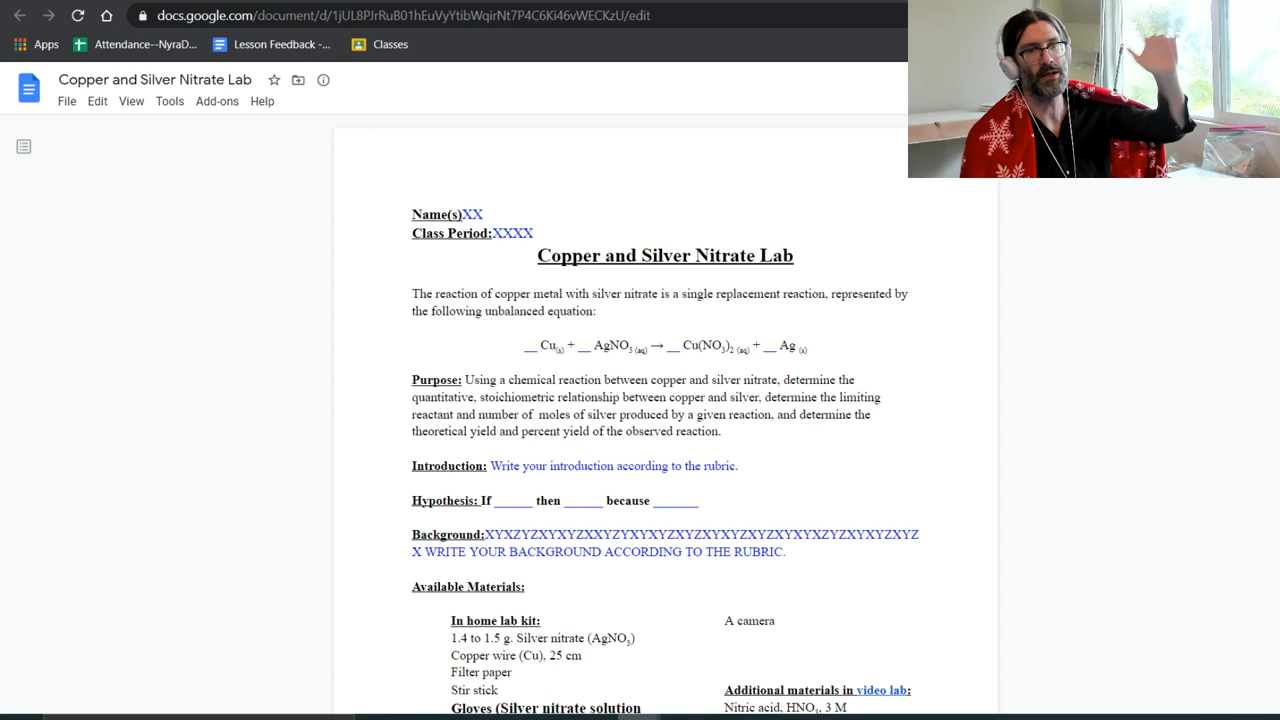 docs.google.com/document/d/1jUL8PJrRuB01hEuVyYtibWqirNt7P4C6Ki46vWECKzU/edit
Apps Attendance--NyraD... Lesson Feedback -... Classes
Copper and Silver Nitrate Lab
File Edit View Tools Add-ons Help
Name(s)XX
Class Period:XXXX
Copper and Silver Nitrate Lab
The reaction of copper metal with silver nitrate is a single replacement reaction, represented by
the following unbalanced equation:
__ Cu(s) + __ AgNO3 (aq) → __ Cu(NO3)2 (aq) + __ Ag (s)
Purpose: Using a chemical reaction between copper and silver nitrate, determine the
quantitative, stoichiometric relationship between copper and silver, determine the limiting
reactant and number of moles of silver produced by a given reaction, and determine the
theoretical yield and percent yield of the observed reaction.
Introduction: Write your introduction according to the rubric.
Hypothesis: If ______ then ______ because _______
Background:XYXZYZXYXYZXXYZYXYXYZXYZXYXYZXYZXYZXYXYXZYZXYXYZXYZ
X WRITE YOUR BACKGROUND ACCORDING TO THE RUBRIC.
Available Materials:
In home lab kit:
1.4 to 1.5 g. Silver nitrate (AgNO3)
Copper wire (Cu), 25 cm
Filter paper
Stir stick
Gloves (Silver nitrate solution
A camera
Additional materials in video lab:
Nitric acid, HNO3, 3 M